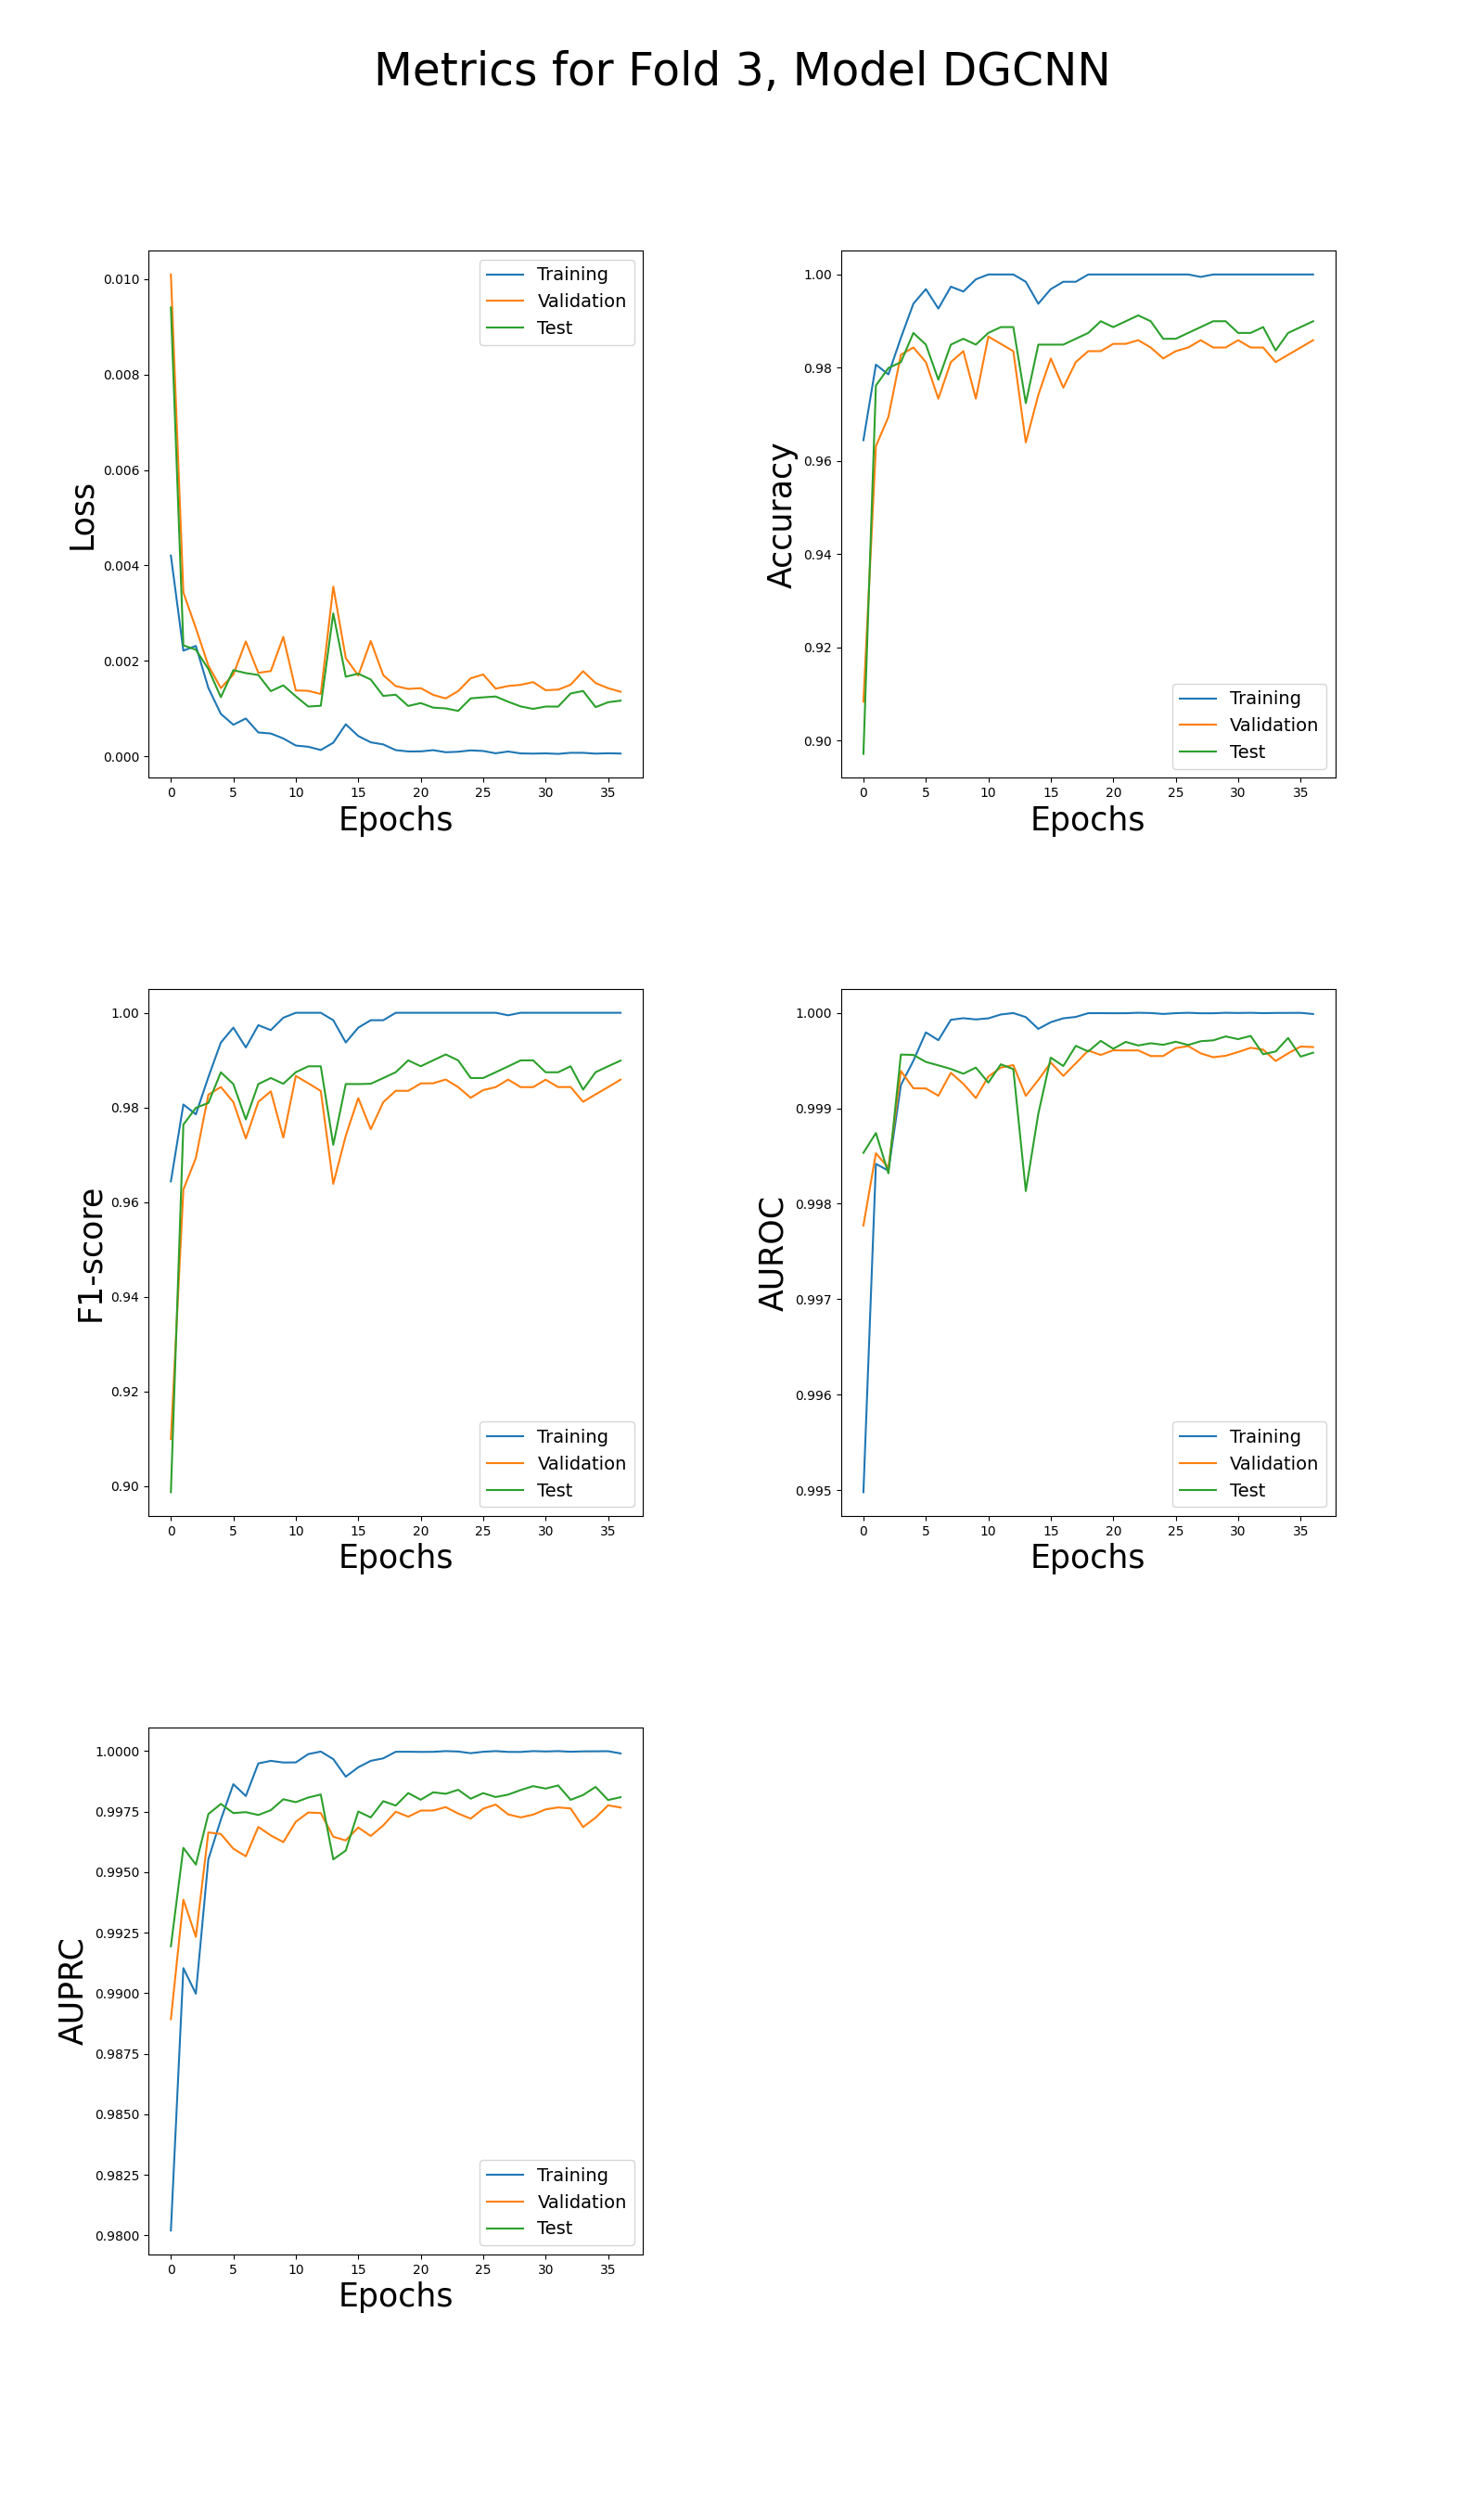 Metrics for Fold 3, Model DGCNN
Loss
0.010
0.008
0.006
0.004
0.002
0.000
0 5 10 15 20 25 30 35
Epochs
Training
Validation
Test
Accuracy
1.00
0.98
0.96
0.94
0.92
0.90
0 5 10 15 20 25 30 35
Epochs
Training
Validation
Test
F1-score
1.00
0.98
0.96
0.94
0.92
0.90
0 5 10 15 20 25 30 35
Epochs
Training
Validation
Test
AUROC
1.000
0.999
0.998
0.997
0.996
0.995
0 5 10 15 20 25 30 35
Epochs
Training
Validation
Test
AUPRC
1.0000
0.9975
0.9950
0.9925
0.9900
0.9875
0.9850
0.9825
0.9800
0 5 10 15 20 25 30 35
Epochs
Training
Validation
Test